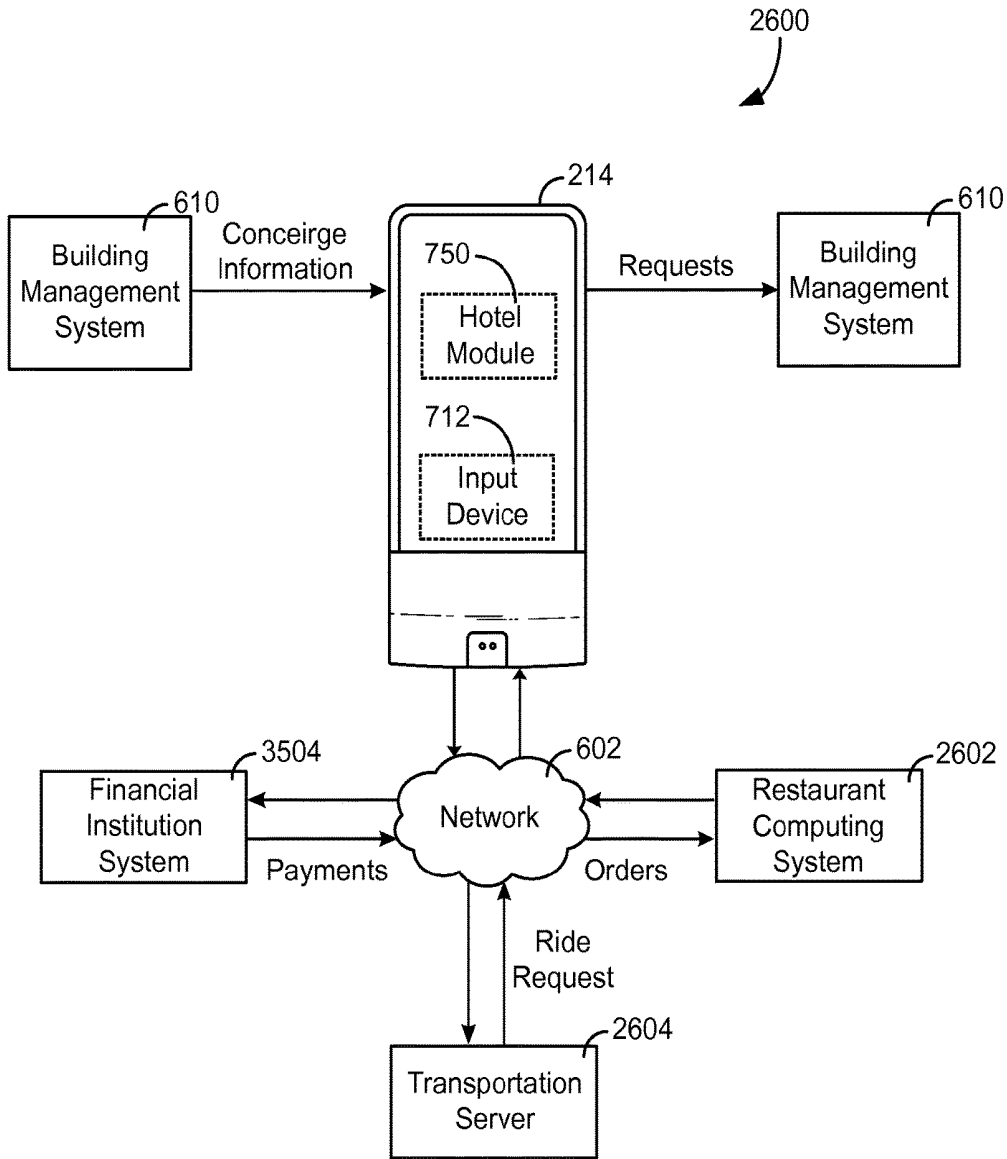 2600
610
Building
Management
System
Conceirge
Information
214
750
Hotel
Module
712
Input
Device
Requests
610
Building
Management
System
3504
Financial
Institution
System
Payments
602
Network
2602
Restaurant
Computing
System
Orders
Ride
Request
2604
Transportation
Server